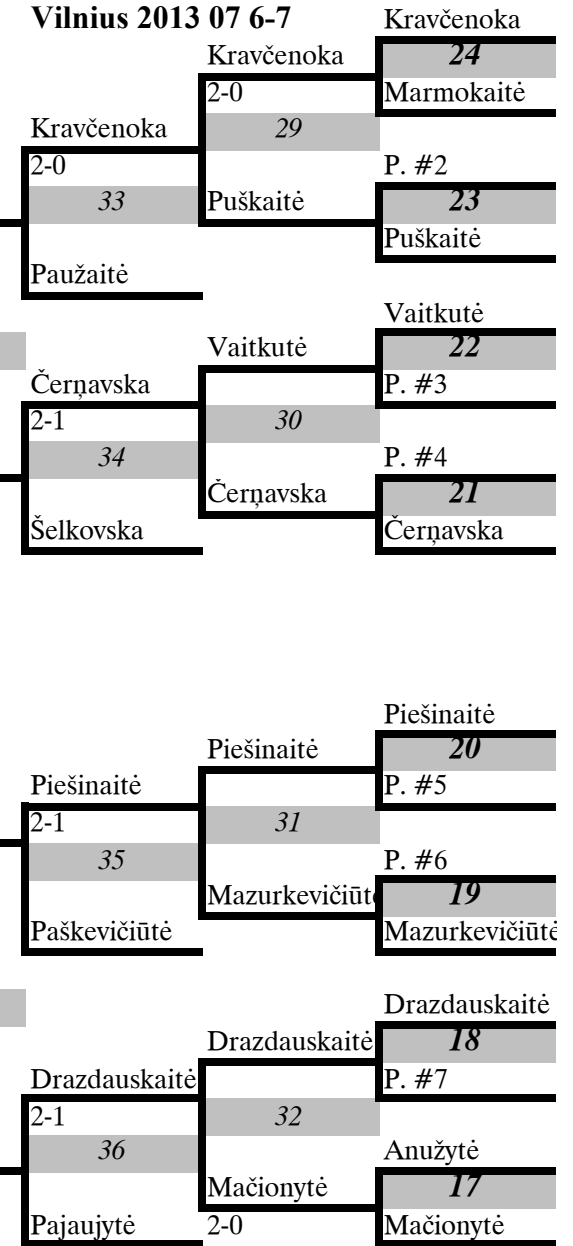 Vilnius 2013 07 6-7
Kravčenoka
Kravčenoka
24
2-0
Marmokaitė
Kravčenoka
29
2-0
P. #2
33
Puškaitė
23
Puškaitė
Paužaitė
Vaitkutė
Vaitkutė
22
Čerņavska
P. #3
2-1
30
34
P. #4
Čerņavska
21
Šelkovska
Čerņavska
Piešinaitė
Piešinaitė
20
Piešinaitė
P. #5
2-1
31
35
P. #6
Mazurkevičiūtė
19
Paškevičiūtė
Mazurkevičiūtė
Drazdauskaitė
Drazdauskaitė
18
Drazdauskaitė
P. #7
2-1
32
36
Anužytė
Mačionytė
17
Pajaujytė
2-0
Mačionytė